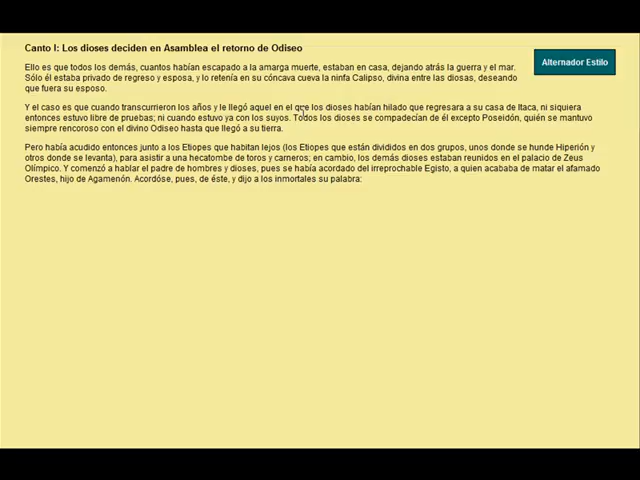 Canto I: Los dioses deciden en Asamblea el retorno de Odiseo
Alternador Estilo
Ello es que todos los demás, cuantos habían escapado a la amarga muerte, estaban en casa, dejando atrás la guerra y el mar.
Sólo él estaba privado de regreso y esposa, y lo retenía en su cóncava cueva la ninfa Calipso, divina entre las diosas, deseando
que fuera su esposo.
Y el caso es que cuando transcurrieron los años y le llegó aquel en el que los dioses habían hilado que regresara a su casa de Itaca, ni siquiera
entonces estuvo libre de pruebas; ni cuando estuvo ya con los suyos. Todos los dioses se compadecían de él excepto Poseidón, quién se mantuvo
siempre rencoroso con el divino Odiseo hasta que llegó a su tierra.
Pero había acudido entonces junto a los Etiopes que habitan lejos (los Etiopes que están divididos en dos grupos, unos donde se hunde Hiperión y
otros donde se levanta), para asistir a una hecatombe de toros y carneros; en cambio, los demás dioses estaban reunidos en el palacio de Zeus
Olímpico. Y comenzó a hablar el padre de hombres y dioses, pues se había acordado del irreprochable Egisto, a quien acababa de matar el afamado
Orestes, hijo de Agamenón. Acordóse, pues, de éste, y dijo a los inmortales su palabra: